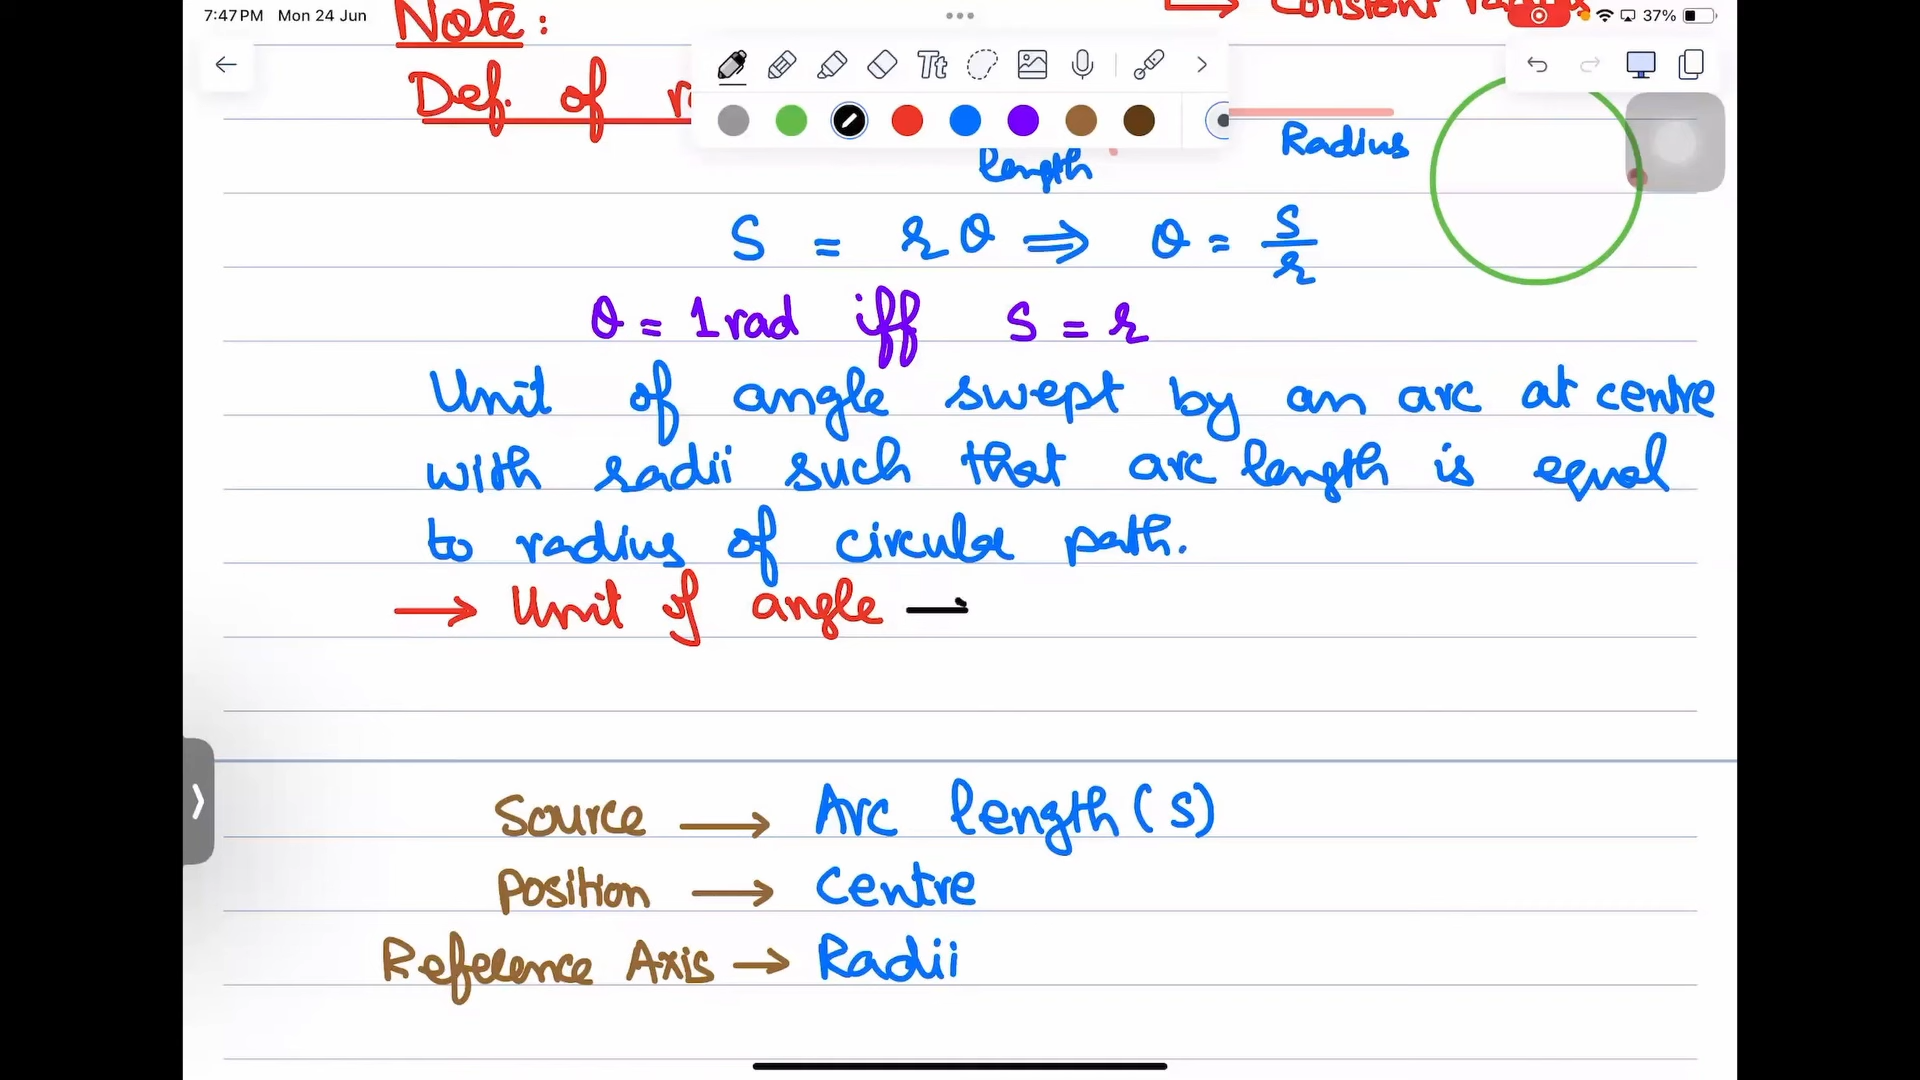 7:47 PM Mon 24 Jun
37%
Note:
Constant
Def. of r
Tt
length
Radius
S = r θ ⇒ θ = S/r
θ = 1 rad iff S = r
Unit of angle swept by an arc at centre
with radii such that arc length is equal
to radius of circular path.
→ Unit of angle —
Source → Arc length (S)
Position → Centre
Reference Axis → Radii